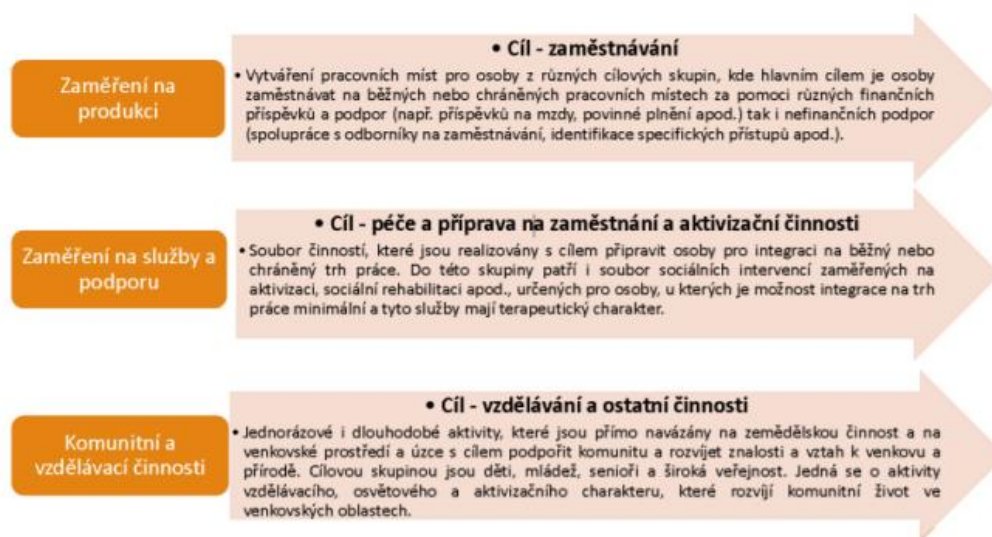 Zaměření na
produkci
• Cíl - zaměstnávání
• Vytváření pracovních míst pro osoby z různých cílových skupin, kde hlavním cílem je osoby
zaměstnávat na běžných nebo chráněných pracovních místech za pomoci různých finančních
příspěvků a podpor (např. příspěvků na mzdy, povinné plnění apod.) tak i nefinančních podpor
(spolupráce s odborníky na zaměstnávání, identifikace specifických přístupů apod.).
Zaměření na služby a
podporu
• Cíl - péče a příprava na zaměstnání a aktivizační činnosti
• Soubor činností, které jsou realizovány s cílem připravit osoby pro integraci na běžný nebo
chráněný trh práce. Do této skupiny patří i soubor sociálních intervencí zaměřených na
aktivizaci, sociální rehabilitaci apod., určených pro osoby, u kterých je možnost integrace na trh
práce minimální a tyto služby mají terapeutický charakter.
Komunitní a
vzdělávací činnosti
• Cíl - vzdělávání a ostatní činnosti
• Jednorázové i dlouhodobé aktivity, které jsou přímo navázány na zemědělskou činnost a na
venkovské prostředí a úzce s cílem podpořit komunitu a rozvíjet znalosti a vztah k venkovu a
přírodě. Cílovou skupinou jsou děti, mládež, senioři a široká veřejnost. Jedná se o aktivity
vzdělávacího, osvětového a aktivizačního charakteru, které rozvíjí komunitní život ve
venkovských oblastech.